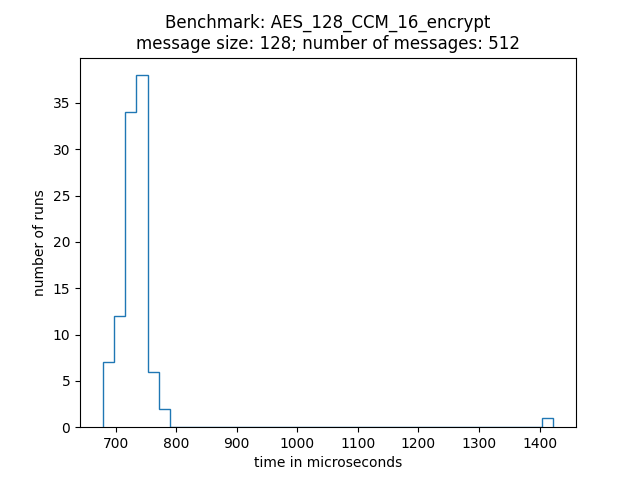 Benchmark: AES_128_CCM_16_encrypt
message size: 128; number of messages: 512
number of runs
35
30
25
20
15
10
5
0
700 800 900 1000 1100 1200 1300 1400
time in microseconds